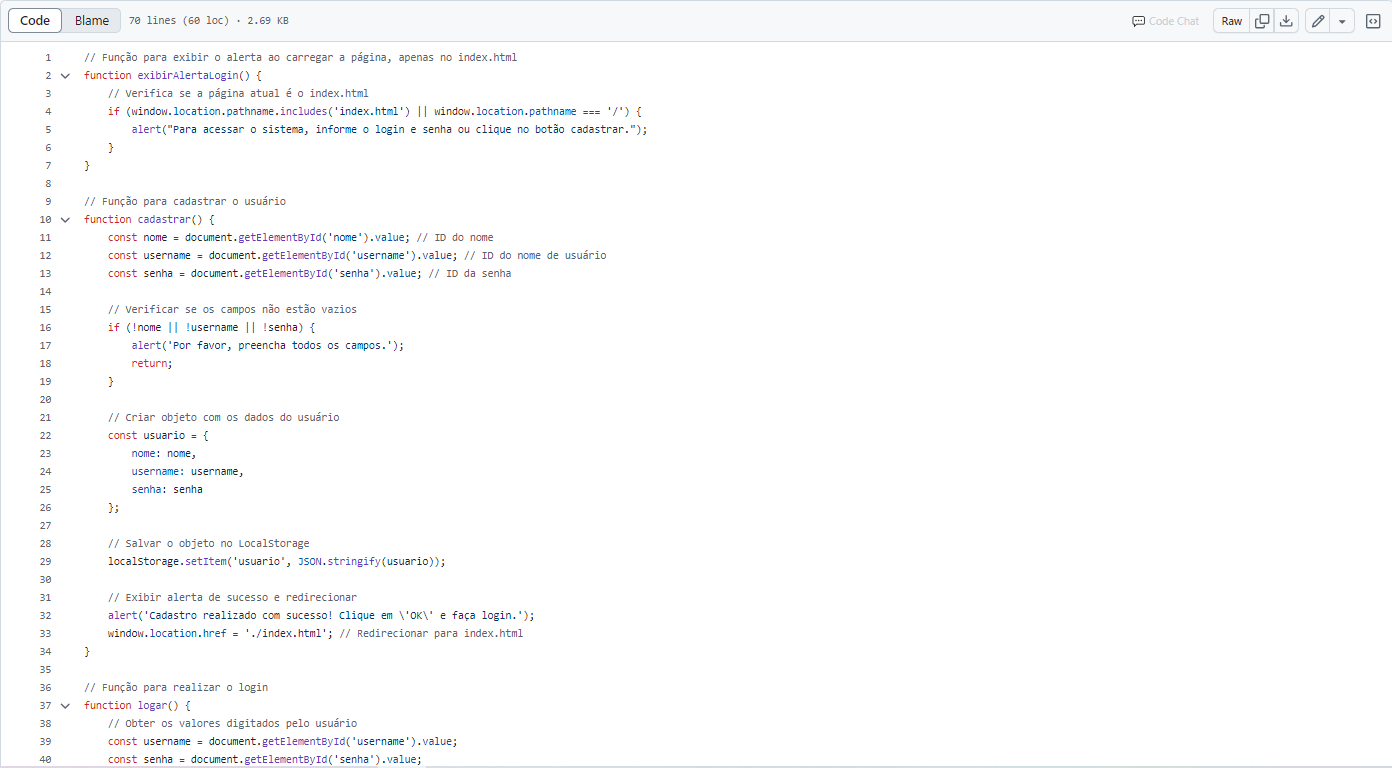 Code Blame 70 lines (60 loc) · 2.69 KB Code Chat Raw
1 // Função para exibir o alerta ao carregar a página, apenas no index.html
2 function exibirAlertaLogin() {
3 // Verifica se a página atual é o index.html
4 if (window.location.pathname.includes('index.html') || window.location.pathname === '/') {
5 alert("Para acessar o sistema, informe o login e senha ou clique no botão cadastrar.");
6 }
7 }
8
9 // Função para cadastrar o usuário
10 function cadastrar() {
11 const nome = document.getElementById('nome').value; // ID do nome
12 const username = document.getElementById('username').value; // ID do nome de usuário
13 const senha = document.getElementById('senha').value; // ID da senha
14
15 // Verificar se os campos não estão vazios
16 if (!nome || !username || !senha) {
17 alert('Por favor, preencha todos os campos.');
18 return;
19 }
20
21 // Criar objeto com os dados do usuário
22 const usuario = {
23 nome: nome,
24 username: username,
25 senha: senha
26 };
27
28 // Salvar o objeto no LocalStorage
29 localStorage.setItem('usuario', JSON.stringify(usuario));
30
31 // Exibir alerta de sucesso e redirecionar
32 alert('Cadastro realizado com sucesso! Clique em \'OK\' e faça login.');
33 window.location.href = './index.html'; // Redirecionar para index.html
34 }
35
36 // Função para realizar o login
37 function logar() {
38 // Obter os valores digitados pelo usuário
39 const username = document.getElementById('username').value;
40 const senha = document.getElementById('senha').value;